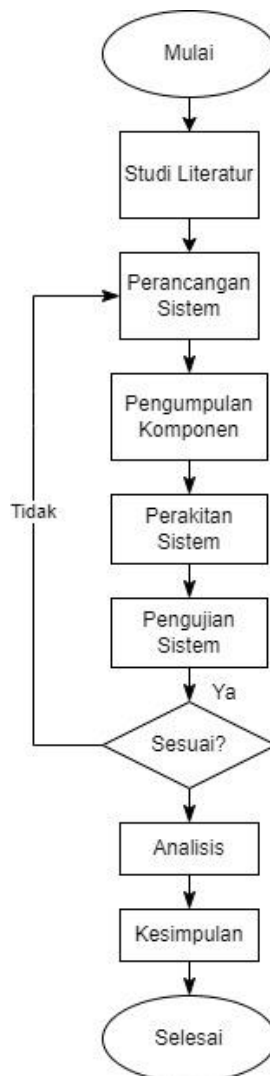 Mulai
Studi Literatur
Perancangan
Sistem
Pengumpulan
Komponen
Perakitan
Sistem
Tidak
Pengujian
Sistem
Ya
Sesuai?
Analisis
Kesimpulan
Selesai